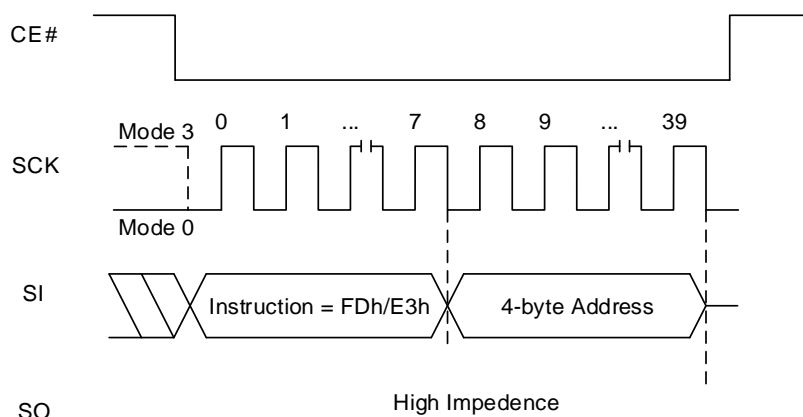 CE#
0 1 ... 7 8 9 ... 39
Mode 3
SCK
Mode 0
SI
Instruction = FDh/E3h
4-byte Address
High Impedence
SO